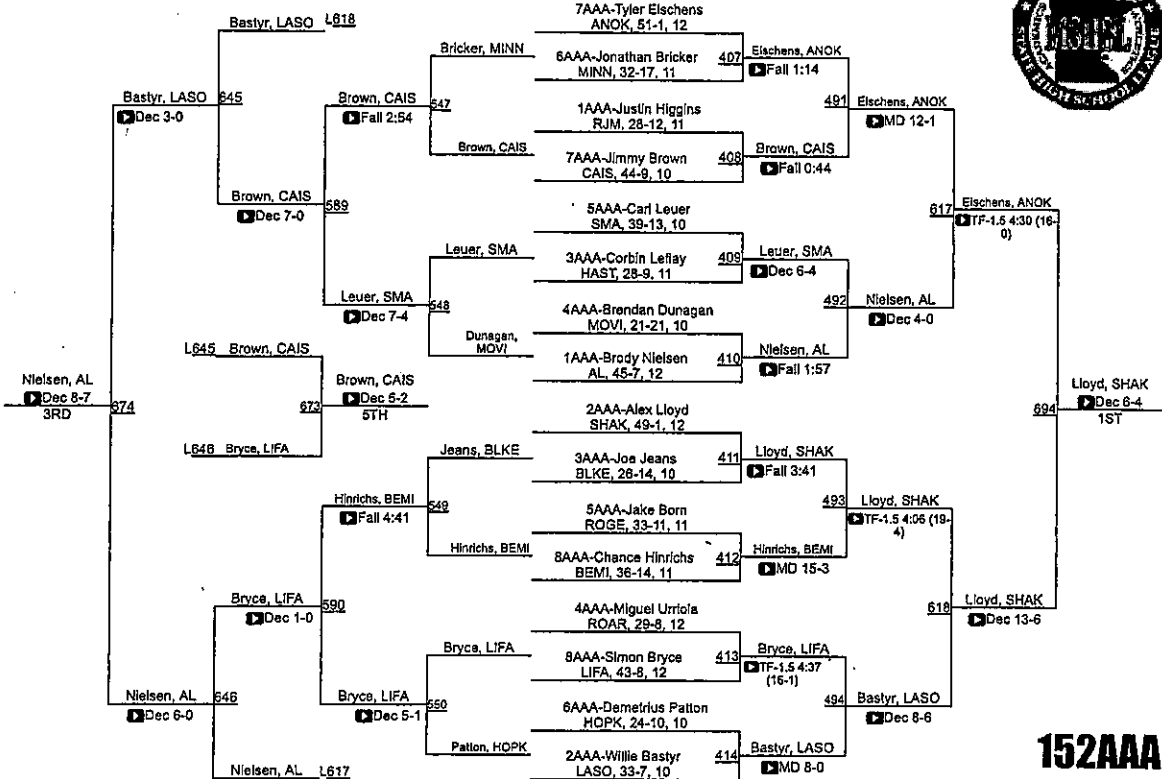 7AAA-Tyler Elschens
ANOK, 51-1, 12
6AAA-Jonathan Bricker
MINN, 32-17, 11
1AAA-Justin Higgins
RJM, 28-12, 11
7AAA-Jimmy Brown
CAIS, 44-9, 10
5AAA-Carl Leuer
SMA, 39-13, 10
3AAA-Corbin Leflay
HAST, 28-9, 11
4AAA-Brendan Dunagan
MOVI, 21-21, 10
1AAA-Brody Nielsen
AL, 45-7, 12
2AAA-Alex Lloyd
SHAK, 49-1, 12
3AAA-Joe Jeans
BLKE, 26-14, 10
5AAA-Jake Born
ROGE, 33-11, 11
8AAA-Chance Hinrichs
BEMI, 36-14, 11
4AAA-Miguel Urriola
ROAR, 29-8, 12
8AAA-Simon Bryce
LIFA, 43-8, 12
6AAA-Demetrius Patton
HOPK, 24-10, 10
2AAA-Willie Bastyr
LASO, 33-7, 10
407 Elschens, ANOK
Fall 1:14
408 Brown, CAIS
Fall 0:44
409 Leuer, SMA
Dec 6-4
410 Nielsen, AL
Fall 1:57
411 Lloyd, SHAK
Fall 3:41
412 Hinrichs, BEMI
MD 15-3
413 Bryce, LIFA
TF-1.5 4:37
(16-1)
414 Bastyr, LASO
MD 8-0
491 Elschens, ANOK
MD 12-1
492 Nielsen, AL
Dec 4-0
493 Lloyd, SHAK
TF-1.5 4:06 (19-
4)
494 Bastyr, LASO
Dec 8-6
617 Elschens, ANOK
TF-1.5 4:30 (16-
0)
618 Lloyd, SHAK
Dec 13-6
694
Lloyd, SHAK
Dec 6-4
1ST
Bricker, MINN
547
Brown, CAIS
Leuer, SMA
548
Dunagan,
MOVI
Jeans, BLKE
549
Hinrichs, BEMI
Bryce, LIFA
550
Patton, HOPK
Brown, CAIS
Fall 2:54
589
Leuer, SMA
Dec 7-4
Hinrichs, BEMI
Fall 4:41
590
Bryce, LIFA
Dec 5-1
Bastyr, LASO L618
645
Brown, CAIS
Dec 7-0
Bryce, LIFA
Dec 1-0
646
Nielsen, AL L617
Bastyr, LASO
Dec 3-0
Nielsen, AL
Dec 6-0
674
Nielsen, AL
Dec 8-7
3RD
L645 Brown, CAIS
L646 Bryce, LIFA
673
Brown, CAIS
Dec 5-2
5TH
STATE HIGH SCHOOL LEAGUE
152AAA